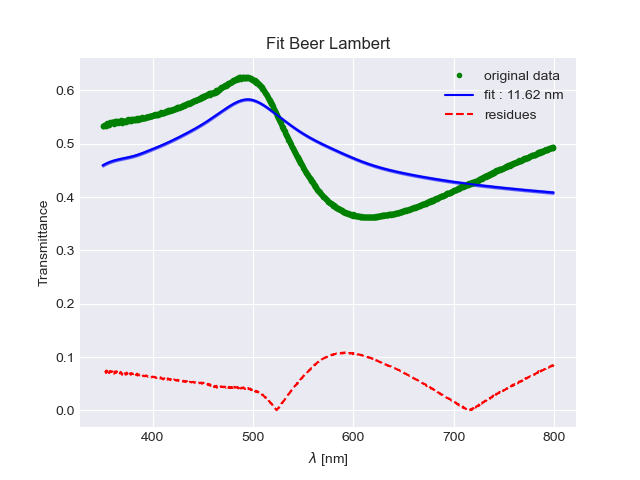 Fit Beer Lambert
original data
fit : 11.62 nm
residues
Transmittance
0.6
0.5
0.4
0.3
0.2
0.1
0.0
400
500
600
700
800
λ [nm]